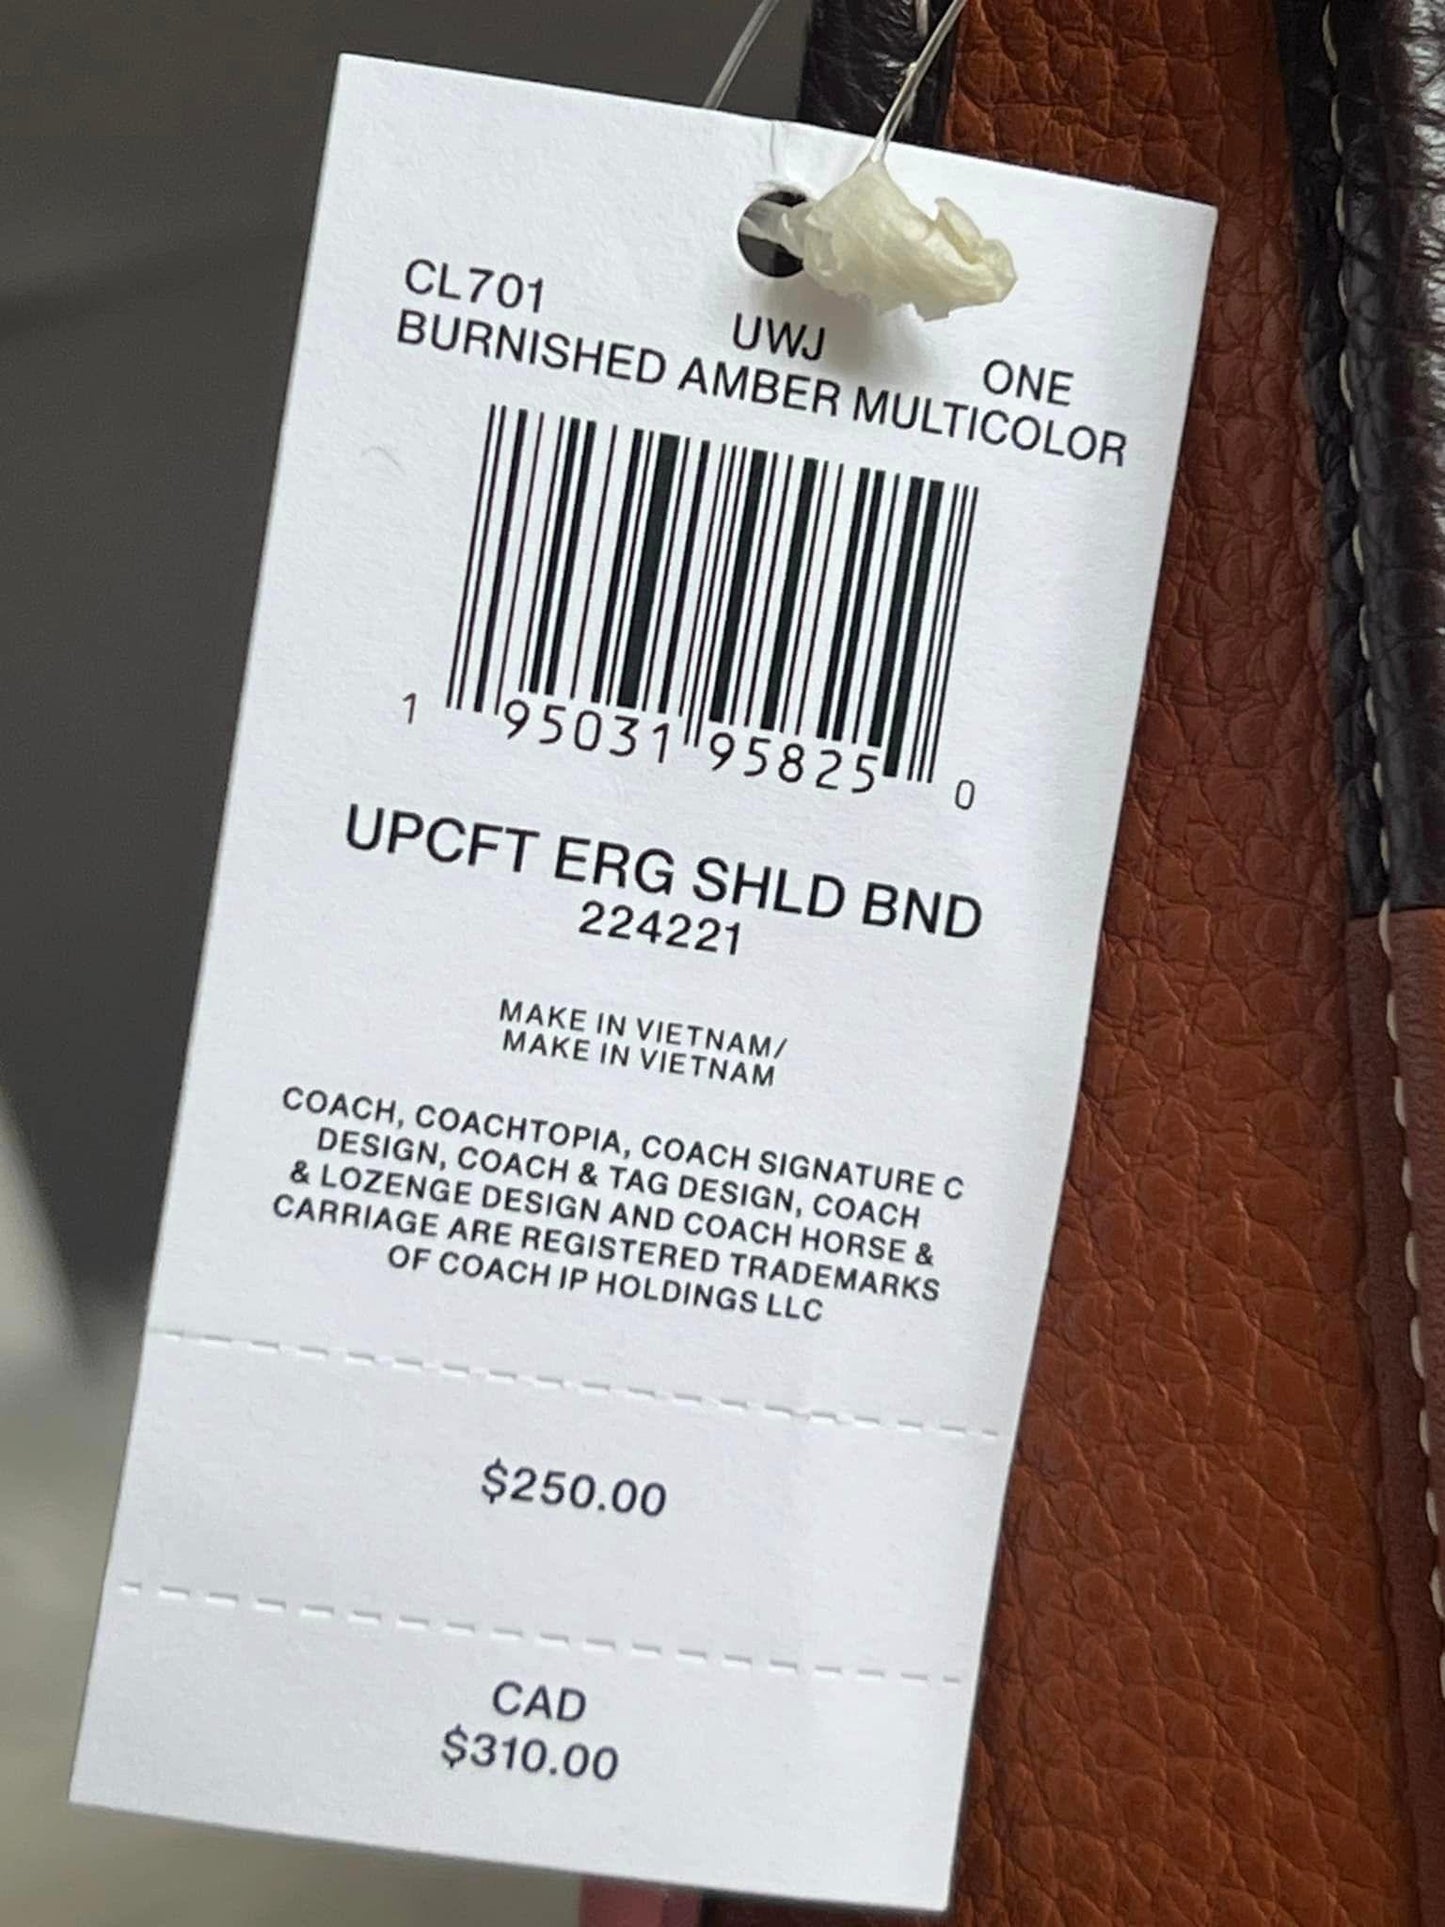 CL701 UWJ ONE
BURNISHED AMBER MULTICOLOR
1 95031 95825 0
UPCFT ERG SHLD BND
224221
MAKE IN VIETNAM/
MAKE IN VIETNAM
COACH, COACHTOPIA, COACH SIGNATURE C
DESIGN, COACH & TAG DESIGN, COACH
& LOZENGE DESIGN AND COACH HORSE &
CARRIAGE ARE REGISTERED TRADEMARKS
OF COACH IP HOLDINGS LLC
$250.00
CAD
$310.00